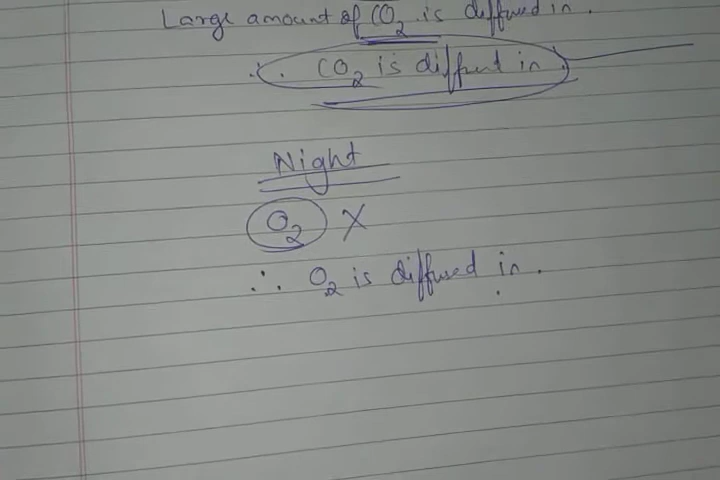 Large amount of CO2 is diffused in.
∴ CO2 is diffused in.
Night
O2 X
∴ O2 is diffused in.